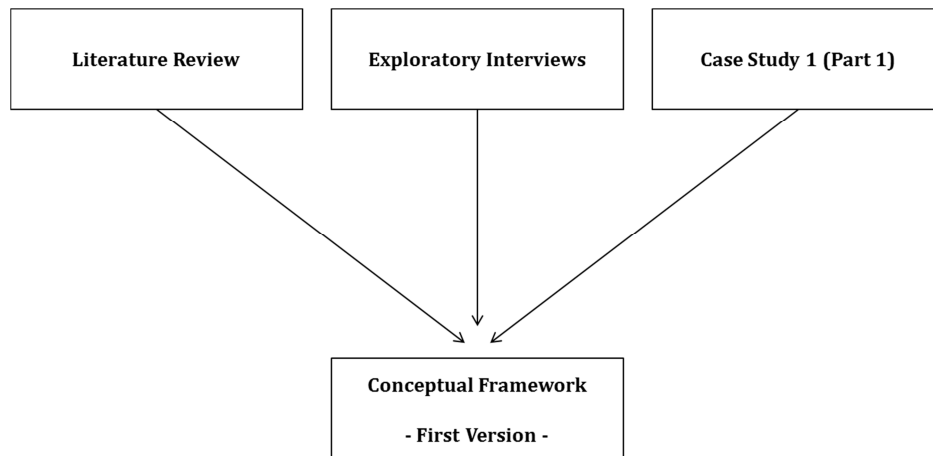 Literature Review
Exploratory Interviews
Case Study 1 (Part 1)
Conceptual Framework
- First Version -